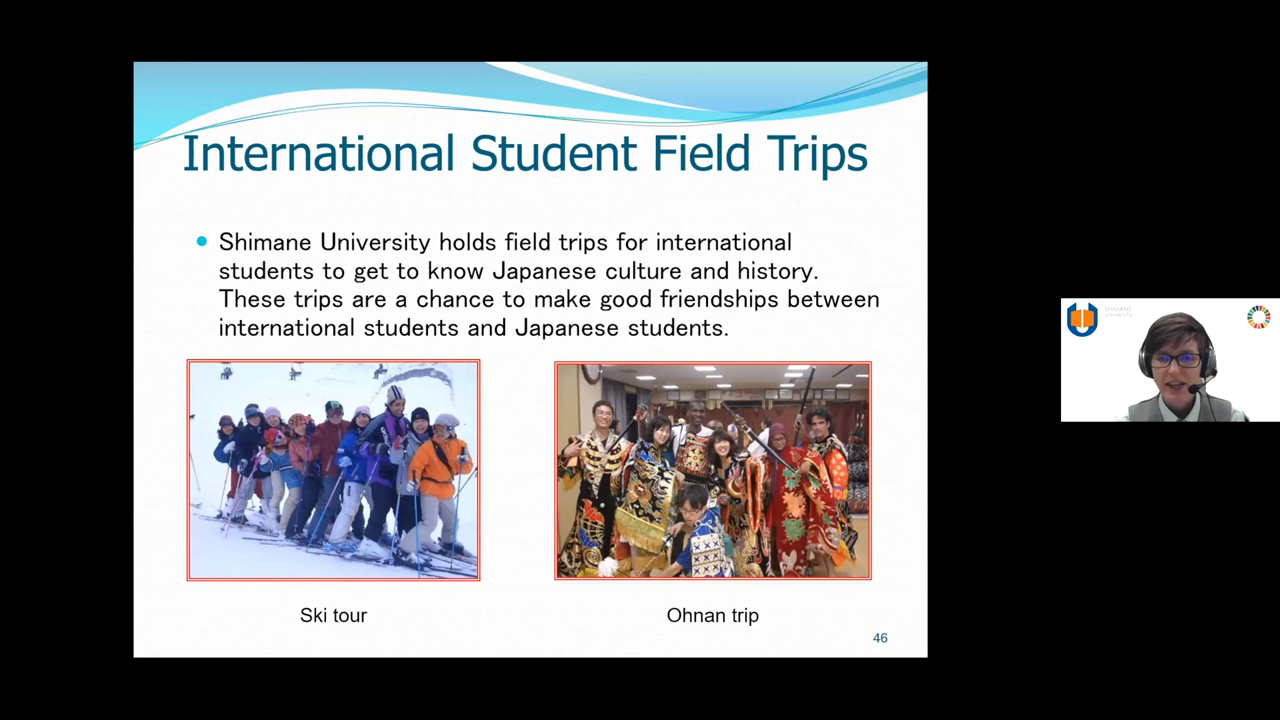 International Student Field Trips
Shimane University holds field trips for international
students to get to know Japanese culture and history.
These trips are a chance to make good friendships between
international students and Japanese students.
Ski tour
Ohnan trip
46
SHIMANE
University